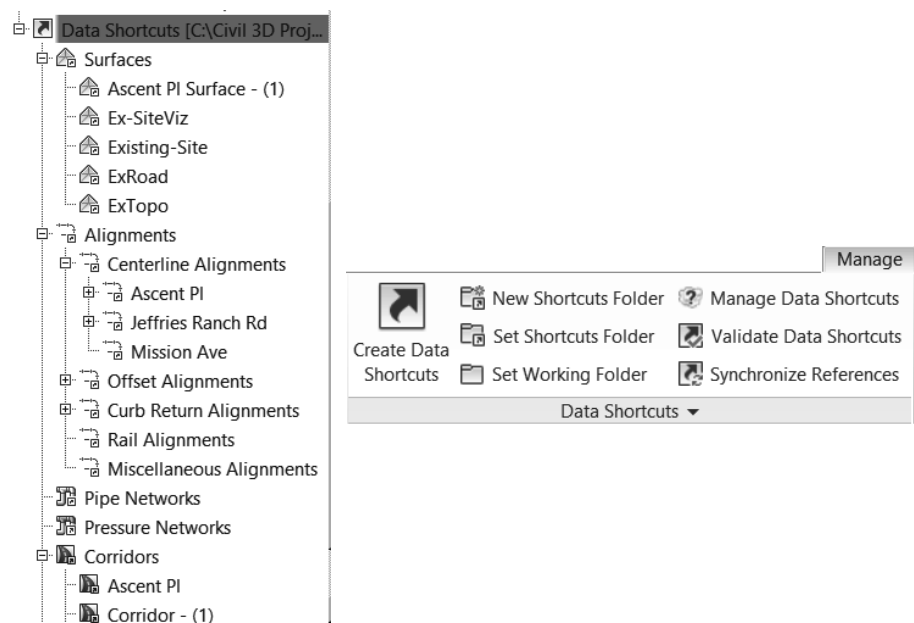 Data Shortcuts [C:\Civil 3D Proj...
Surfaces
Ascent Pl Surface - (1)
Ex-SiteViz
Existing-Site
ExRoad
ExTopo
Alignments
Centerline Alignments
Ascent Pl
Jeffries Ranch Rd
Mission Ave
Offset Alignments
Curb Return Alignments
Rail Alignments
Miscellaneous Alignments
Pipe Networks
Pressure Networks
Corridors
Ascent Pl
Corridor - (1)
Manage
Create Data
Shortcuts
New Shortcuts Folder
Set Shortcuts Folder
Set Working Folder
Manage Data Shortcuts
Validate Data Shortcuts
Synchronize References
Data Shortcuts